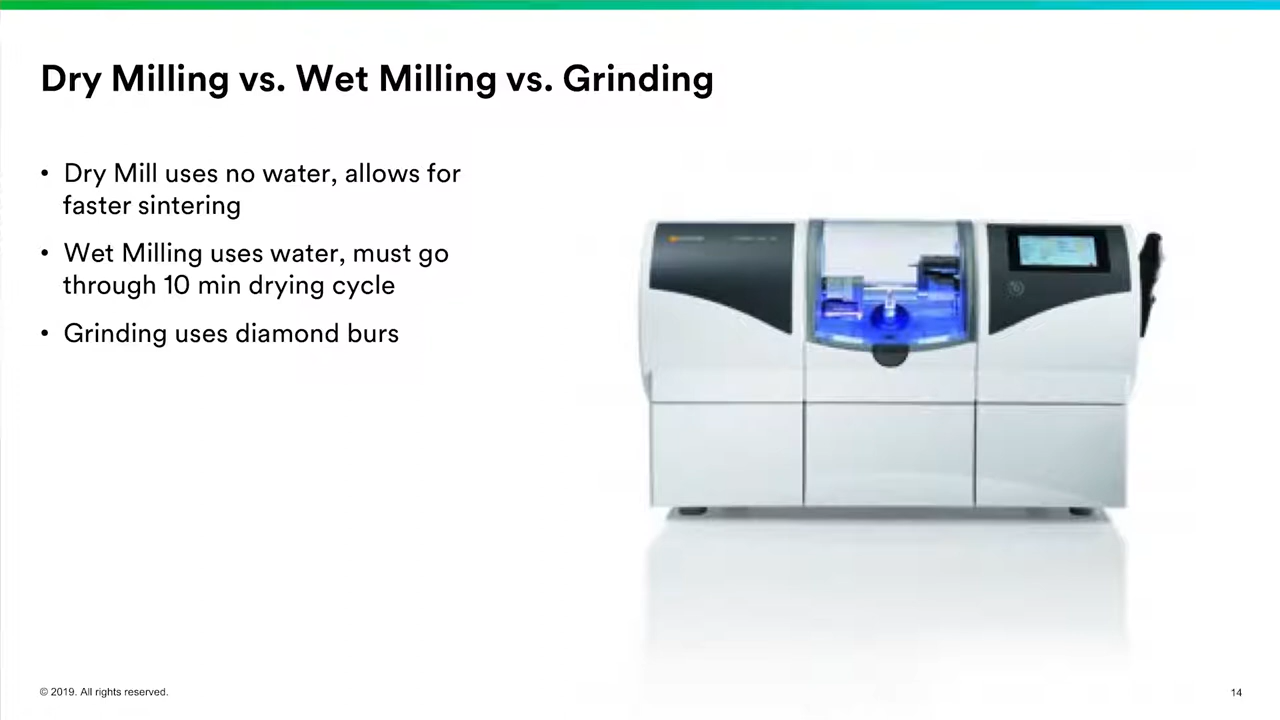 Dry Milling vs. Wet Milling vs. Grinding
• Dry Mill uses no water, allows for
faster sintering
• Wet Milling uses water, must go
through 10 min drying cycle
• Grinding uses diamond burs
© 2019. All rights reserved.
14